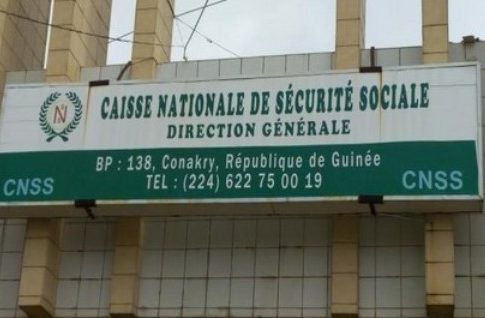 CAISSE NATIONALE DE SÉCURITÉ SOCIALE
DIRECTION GÉNÉRALE
BP : 138, Conakry, République de Guinée
CNSS TEL : (224) 622 75 00 19 CNSS